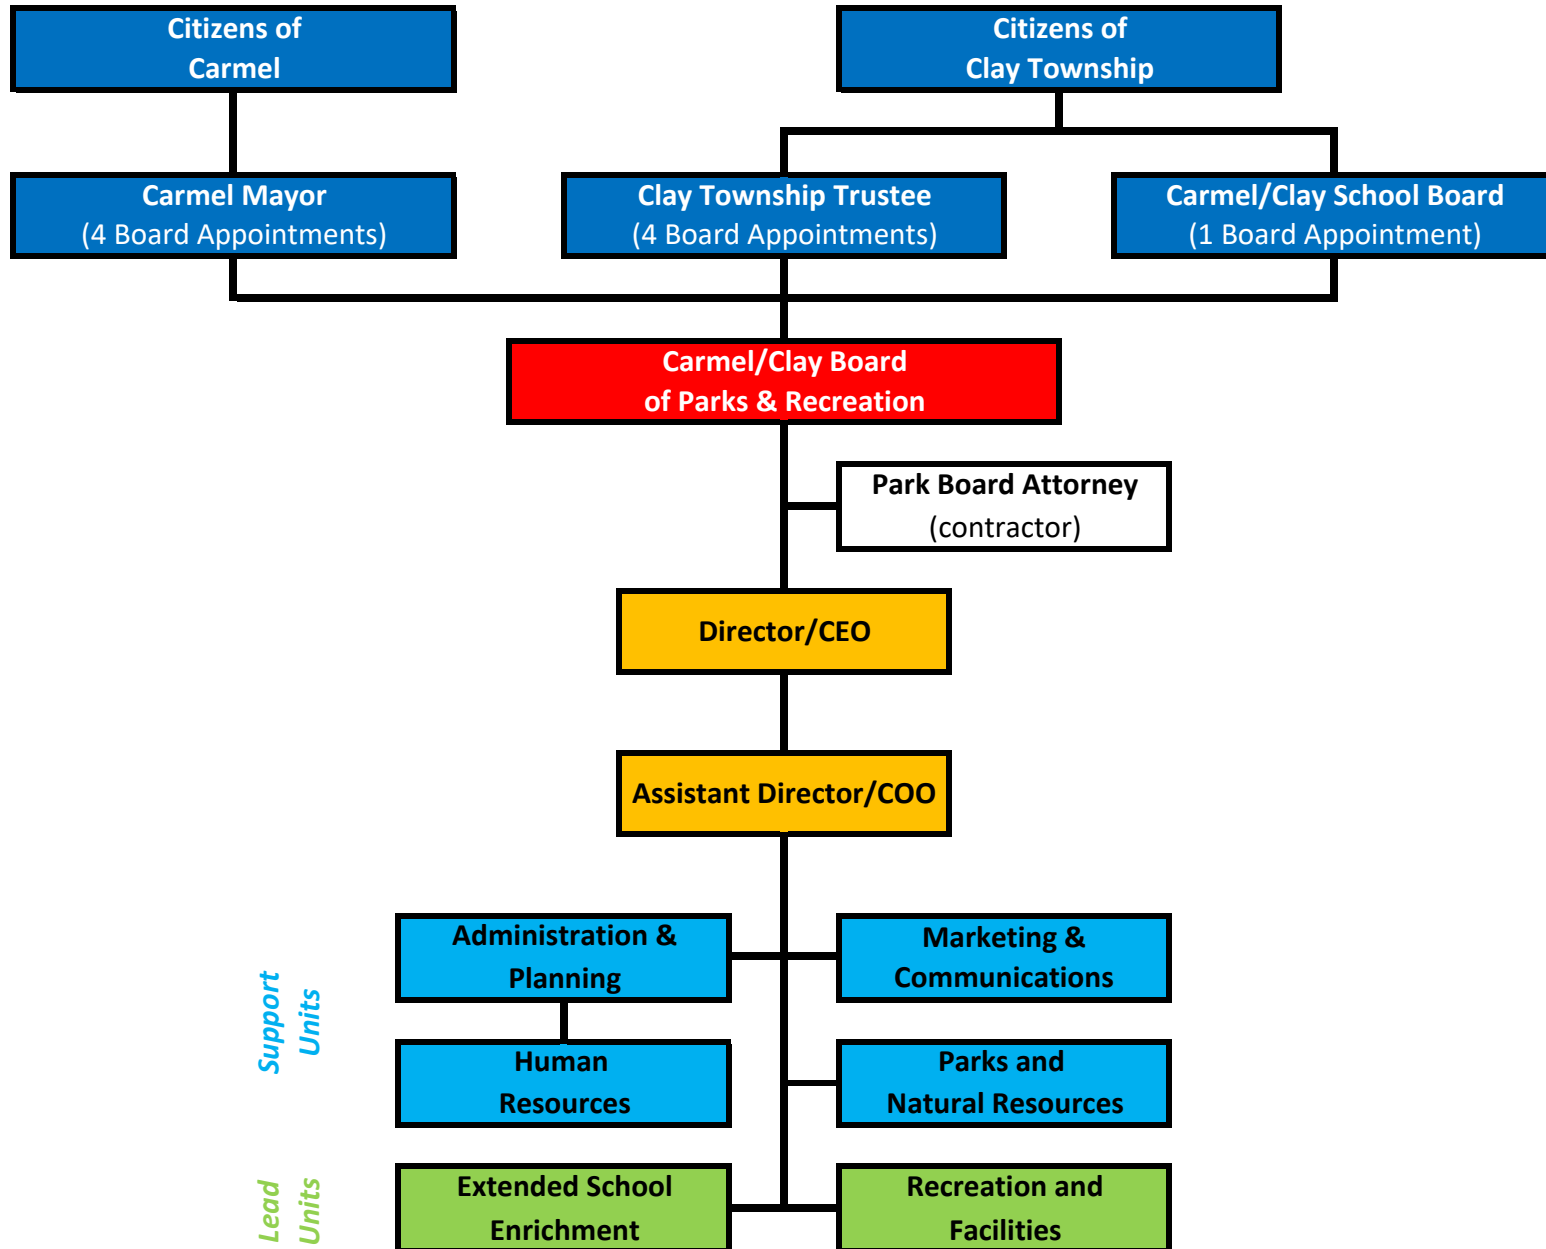 Citizens of
Carmel
Citizens of
Clay Township
Carmel Mayor
(4 Board Appointments)
Clay Township Trustee
(4 Board Appointments)
Carmel/Clay School Board
(1 Board Appointment)
Carmel/Clay Board
of Parks & Recreation
Park Board Attorney
(contractor)
Director/CEO
Assistant Director/COO
Support
Units
Administration &
Planning
Marketing &
Communications
Human
Resources
Parks and
Natural Resources
Lead
Units
Extended School
Enrichment
Recreation and
Facilities